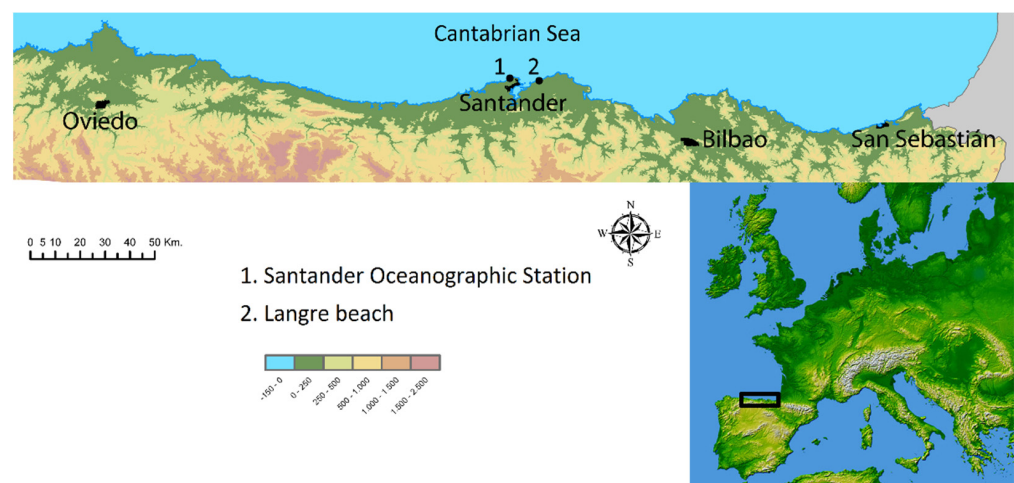 Cantabrian Sea
1 2
Santander
Oviedo
Bilbao
San Sebastián
N
W E
S
0 5 10 20 30 40 50 Km.
1. Santander Oceanographic Station
2. Langre beach
-150 - 0
0 - 250
250 - 500
500 - 1.000
1.000 - 1.500
1.500 - 2.500